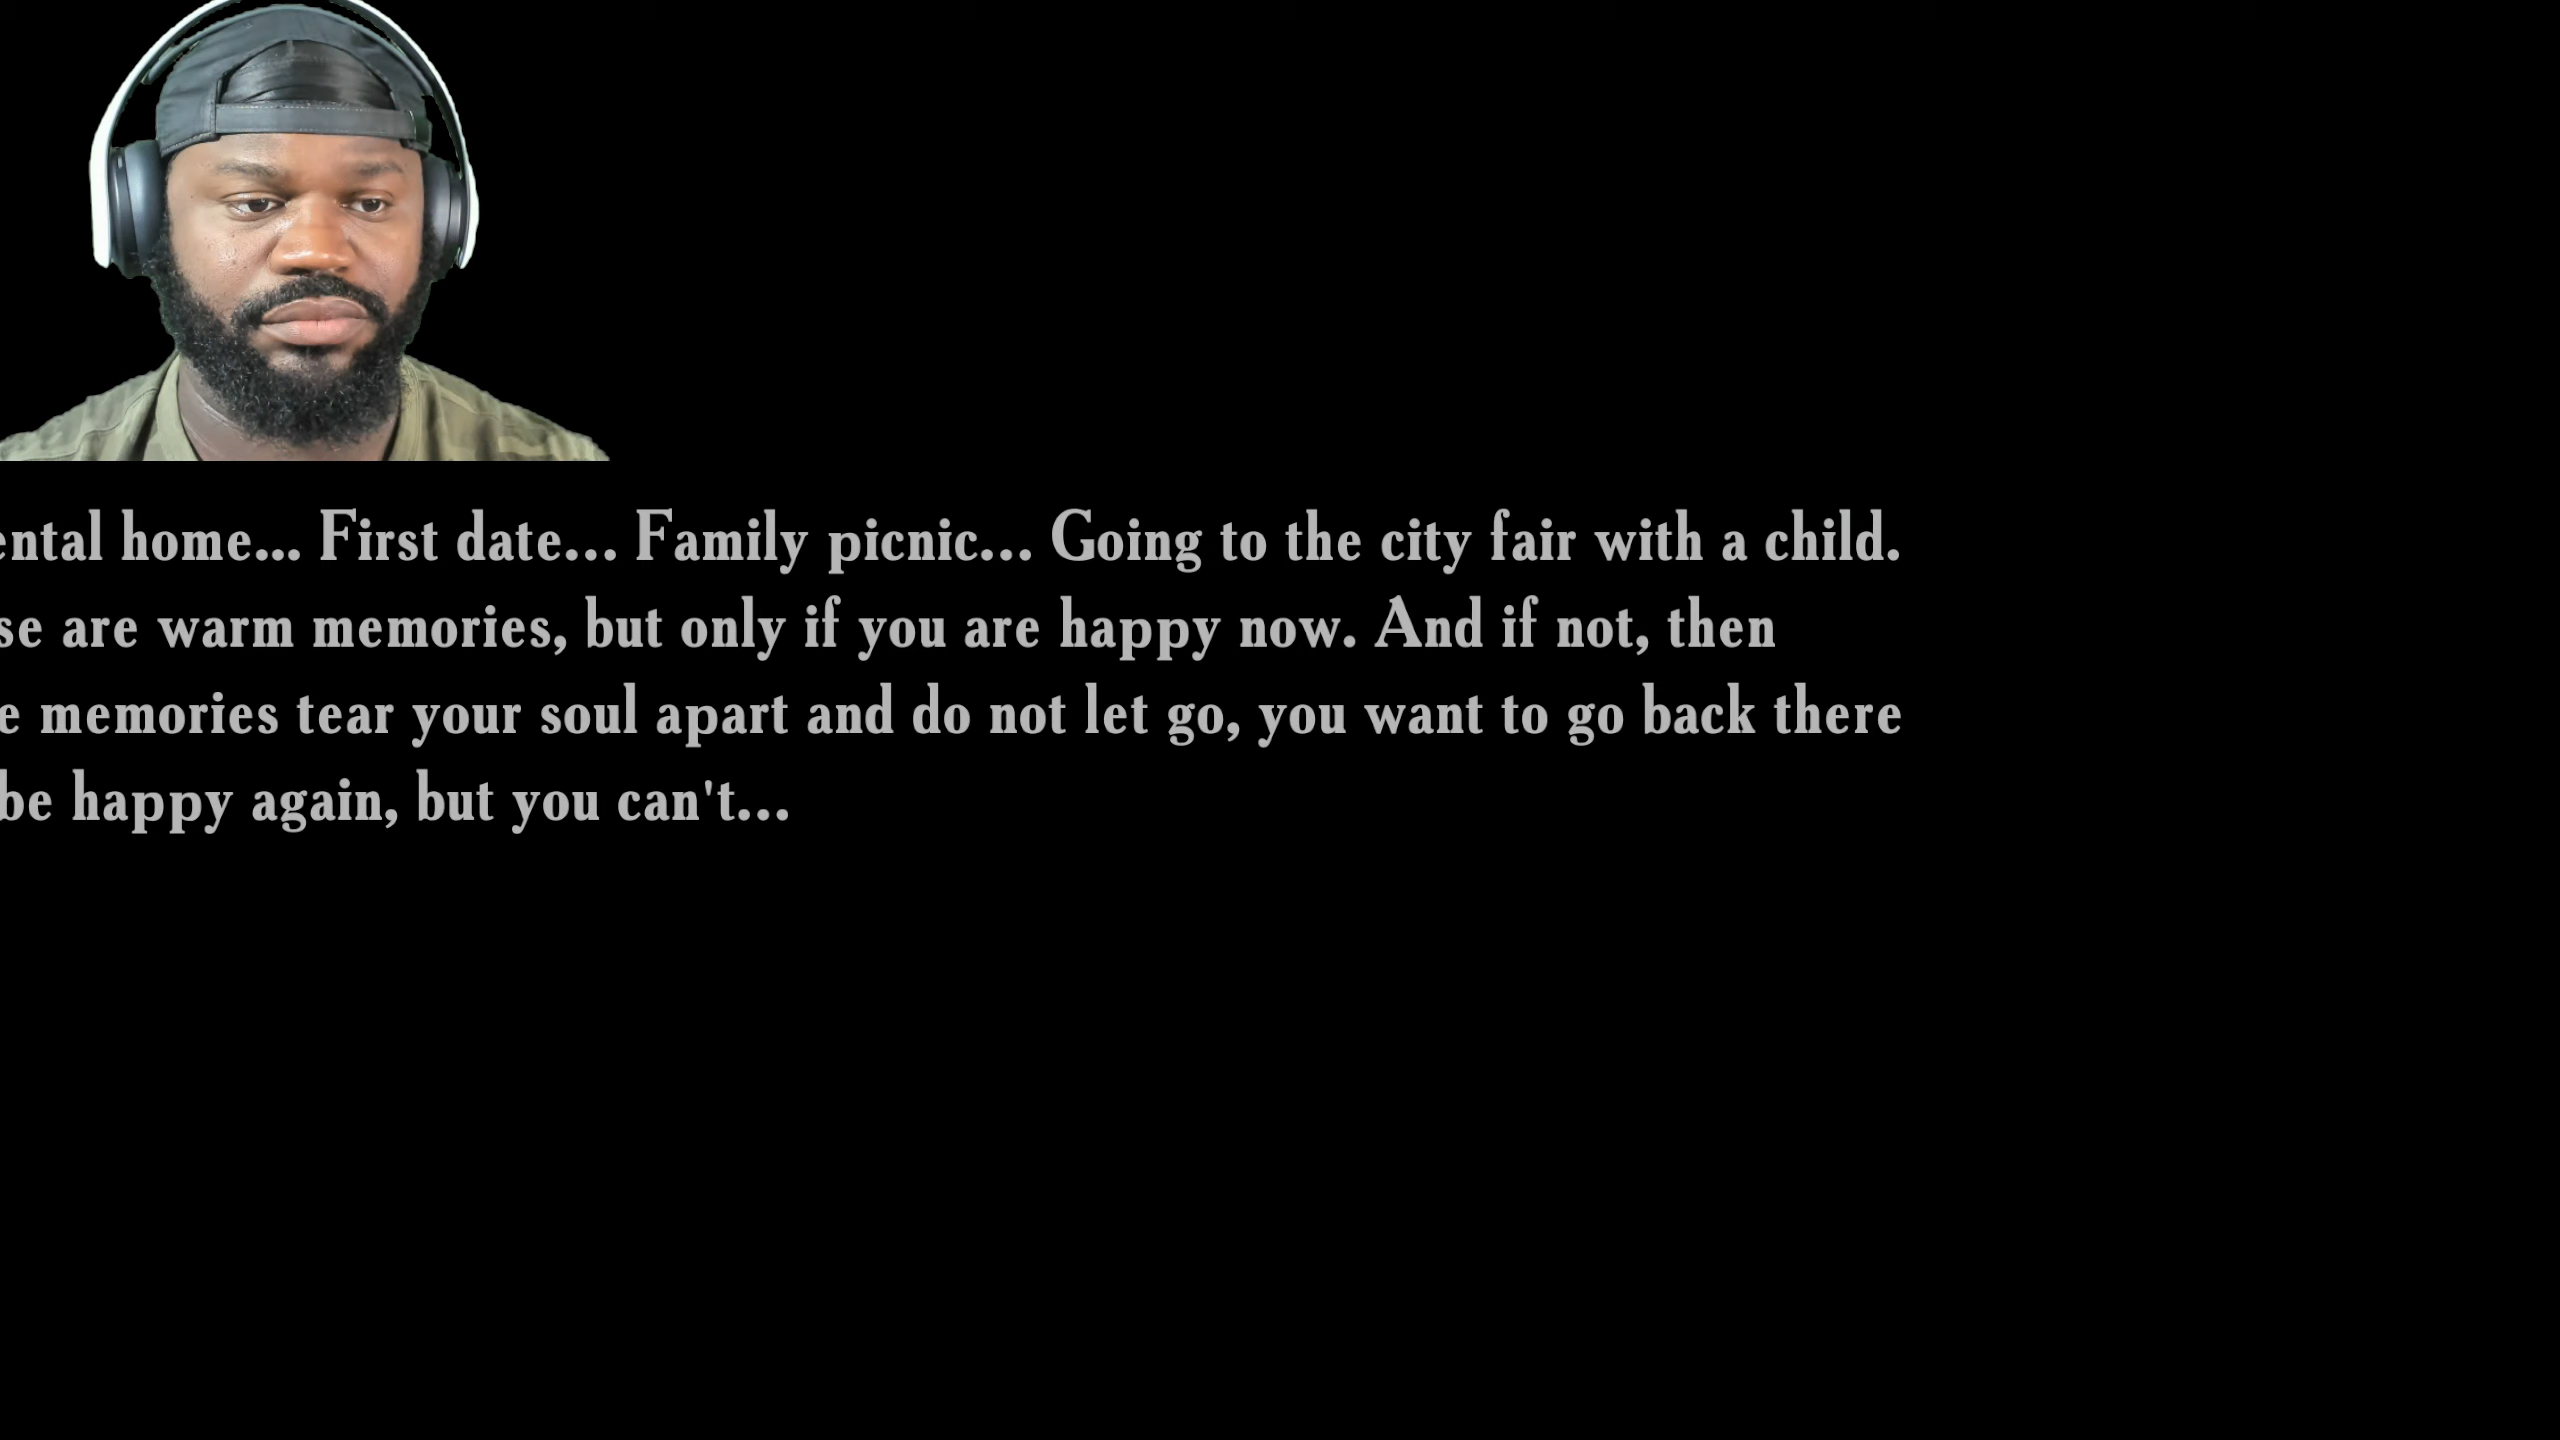 home... First date... Family picnic... Going to the city fair with a child.
are warm memories, but only if you are happy now. And if not, then
memories tear your soul apart and do not let go, you want to go back there
be happy again, but you can't...